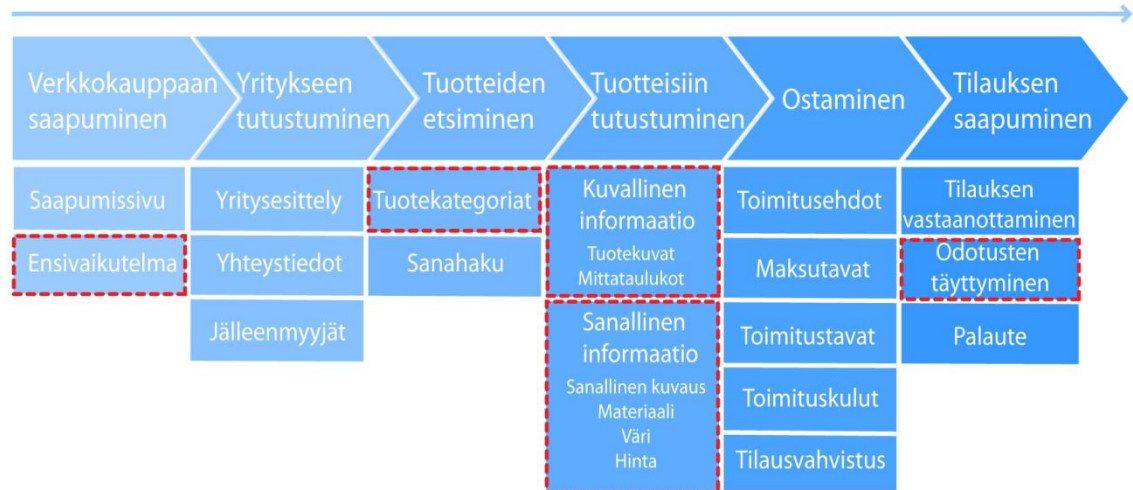 Verkkokauppaan
saapuminen
Yritykseen
tutustuminen
Tuotteiden
etsiminen
Tuotteisiin
tutustuminen
Ostaminen
Tilauksen
saapuminen
Saapumissivu
Ensivaikutelma
Yritysesittely
Yhteystiedot
Jälleenmyyjät
Tuotekategoriat
Sanahaku
Kuvallinen
informaatio
Tuotekuvat
Mittataulukot
Sanallinen
informaatio
Sanallinen kuvaus
Materiaali
Väri
Hinta
Toimitusehdot
Maksutavat
Toimitustavat
Toimituskulut
Tilausvahvistus
Tilauksen
vastaanottaminen
Odotusten
täyttyminen
Palaute